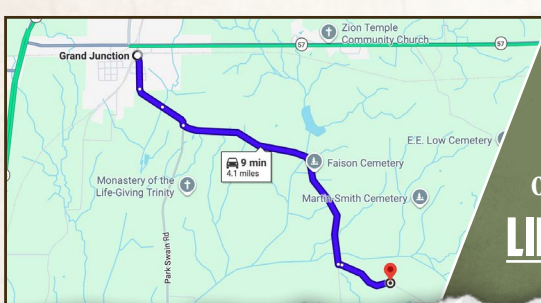 Zion Temple
Community Church
57
57
Grand Junction
9 min
4.1 miles
Faison Cemetery
E.E. Low Cemetery
Monastery of the
Life-Giving Trinity
Martin-Smith Cemetery
Park Swain Rd